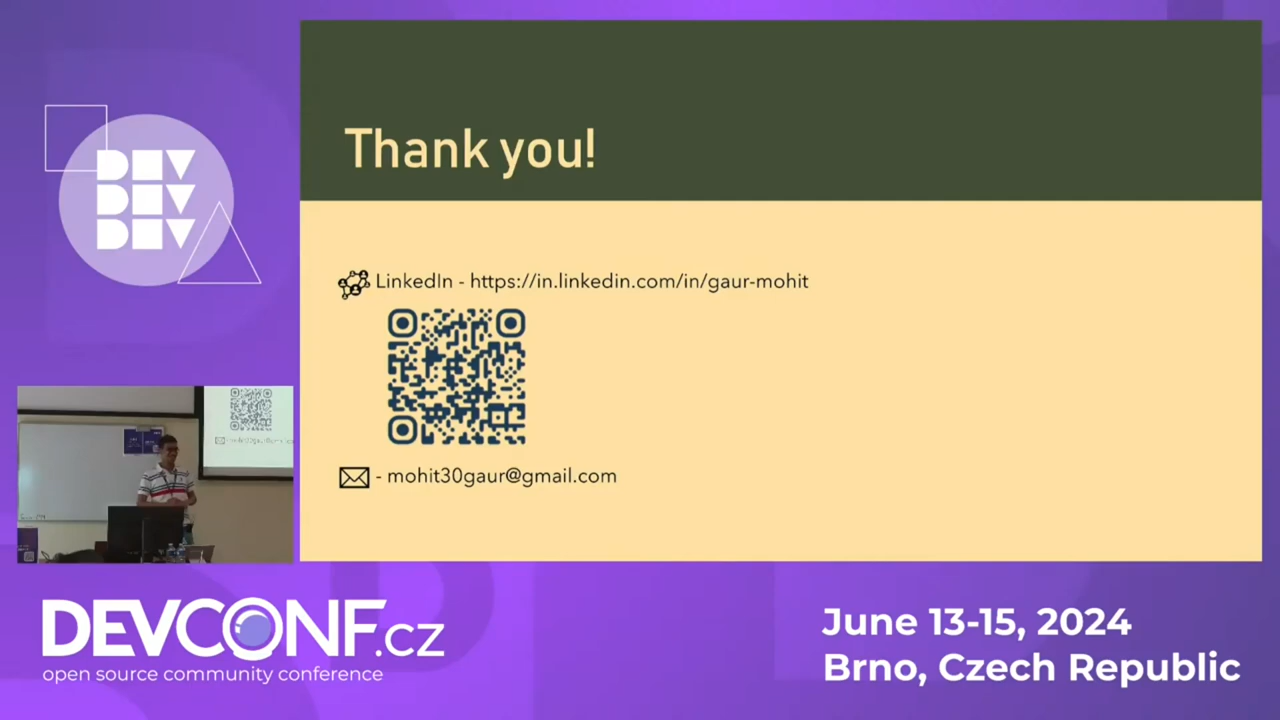 DEV
DEV
DEV
Thank you!
LinkedIn - https://in.linkedin.com/in/gaur-mohit
- mohit30gaur@gmail.com
DEVCONF.cz
open source community conference
June 13-15, 2024
Brno, Czech Republic